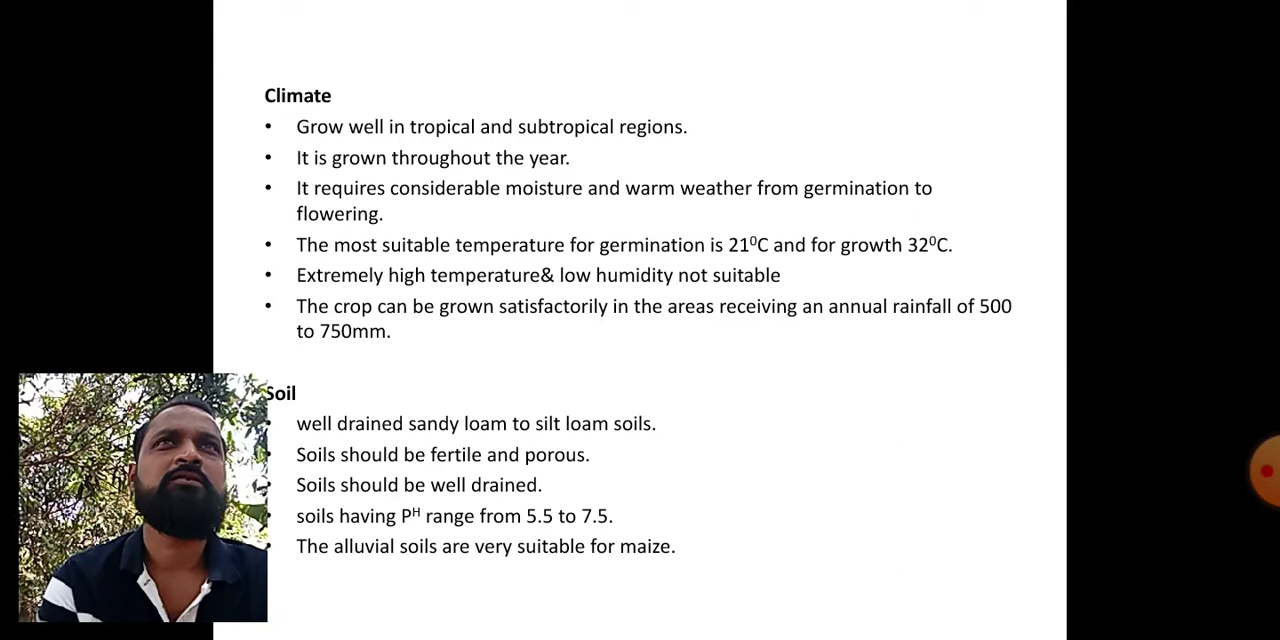 Climate
• Grow well in tropical and subtropical regions.
• It is grown throughout the year.
• It requires considerable moisture and warm weather from germination to
flowering.
• The most suitable temperature for germination is 21⁰C and for growth 32⁰C.
• Extremely high temperature& low humidity not suitable
• The crop can be grown satisfactorily in the areas receiving an annual rainfall of 500
to 750mm.
Soil
• well drained sandy loam to silt loam soils.
• Soils should be fertile and porous.
• Soils should be well drained.
• soils having Pᴴ range from 5.5 to 7.5.
• The alluvial soils are very suitable for maize.